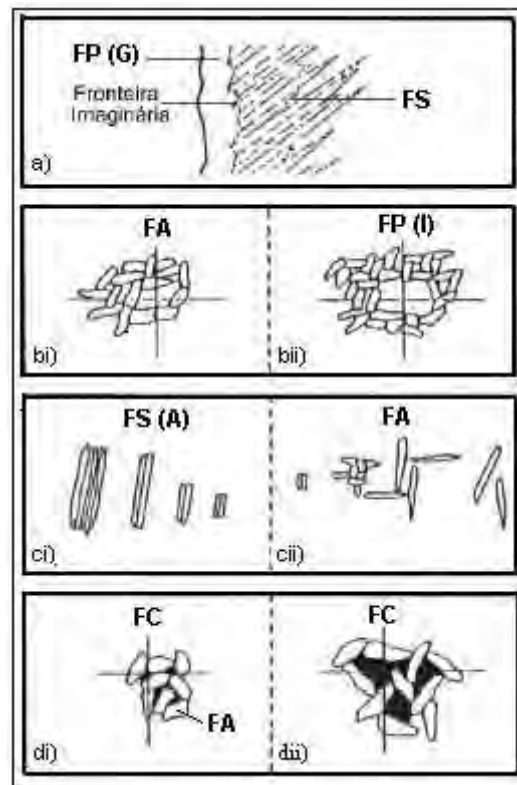 FP (G)
Fronteira
Imaginária
FS
a)
FA
FP (I)
bi)
bii)
FS (A)
FA
ci)
cii)
FC
FC
FA
di)
dii)